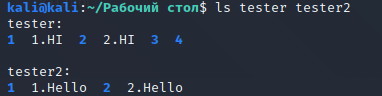 kali@kali:~/Рабочий стол$ ls tester tester2
tester:
1  1.HI  2  2.HI  3  4

tester2:
1  1.Hello  2  2.Hello